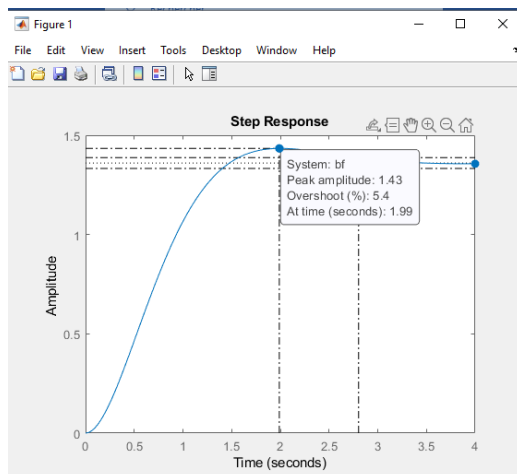 Figure 1
File Edit View Insert Tools Desktop Window Help
Step Response
System: bf
Peak amplitude: 1.43
Overshoot (%): 5.4
At time (seconds): 1.99
1.5
1
0.5
0
Amplitude
0 0.5 1 1.5 2 2.5 3 3.5 4
Time (seconds)